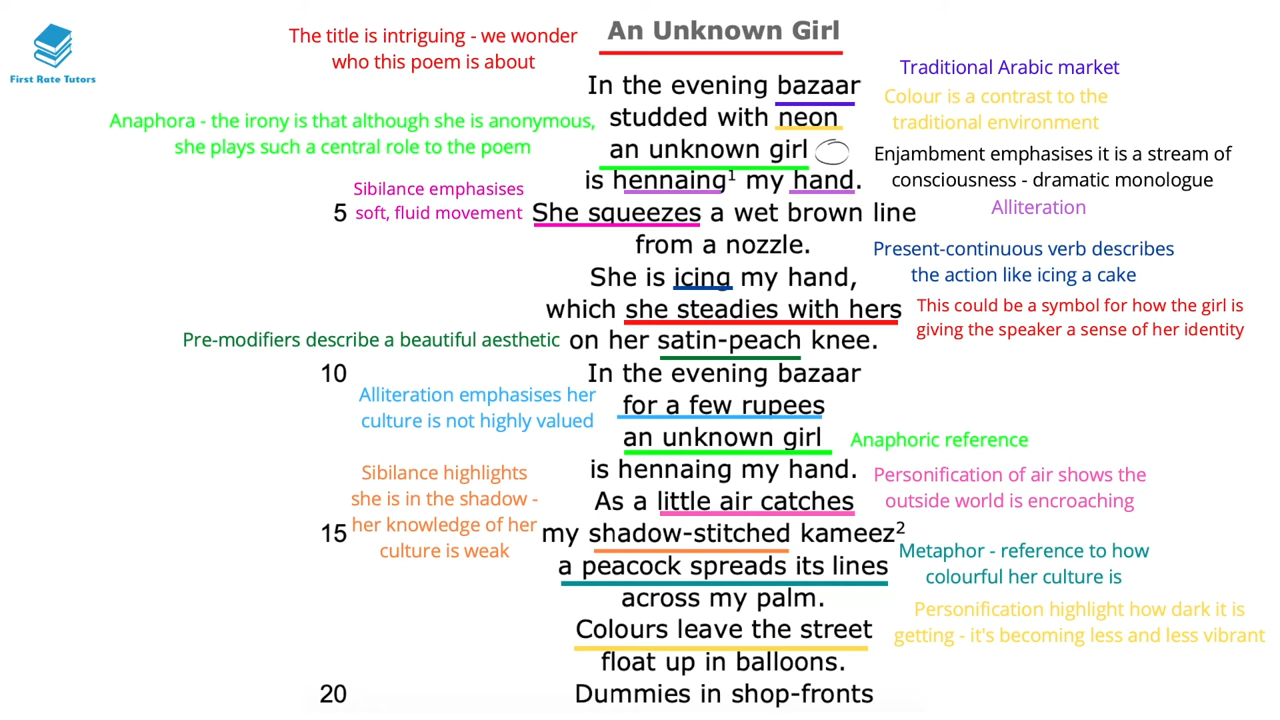 An Unknown Girl
The title is intriguing - we wonder
who this poem is about
First Rate Tutors
In the evening bazaar
Traditional Arabic market
studded with neon
Colour is a contrast to the
traditional environment
Anaphora - the irony is that although she is anonymous,
she plays such a central role to the poem
an unknown girl
Enjambment emphasises it is a stream of
consciousness - dramatic monologue
is hennaing¹ my hand.
Alliteration
Sibilance emphasises
soft, fluid movement
5
She squeezes a wet brown line
from a nozzle.
Present-continuous verb describes
the action like icing a cake
She is icing my hand,
which she steadies with hers
This could be a symbol for how the girl is
giving the speaker a sense of her identity
Pre-modifiers describe a beautiful aesthetic
on her satin-peach knee.
10
In the evening bazaar
Alliteration emphasises her
culture is not highly valued
for a few rupees
an unknown girl
Anaphoric reference
is hennaing my hand.
Personification of air shows the
outside world is encroaching
Sibilance highlights
she is in the shadow -
her knowledge of her
culture is weak
As a little air catches
15
my shadow-stitched kameez²
Metaphor - reference to how
colourful her culture is
a peacock spreads its lines
across my palm.
Personification highlight how dark it is
getting - it's becoming less and less vibrant
Colours leave the street
float up in balloons.
20
Dummies in shop-fronts